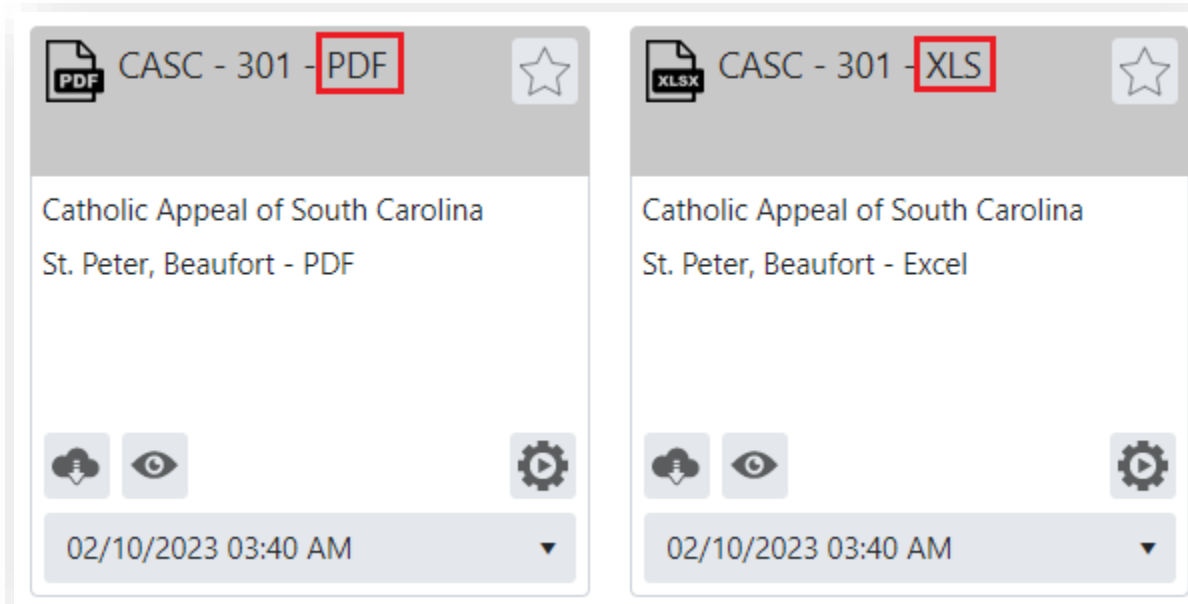 PDF
CASC - 301 - PDF
Catholic Appeal of South Carolina
St. Peter, Beaufort - PDF
02/10/2023 03:40 AM
XLSX
CASC - 301 - XLS
Catholic Appeal of South Carolina
St. Peter, Beaufort - Excel
02/10/2023 03:40 AM